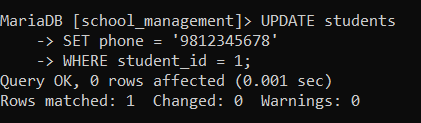 MariaDB [school_management]> UPDATE students
    -> SET phone = '9812345678'
    -> WHERE student_id = 1;
Query OK, 0 rows affected (0.001 sec)
Rows matched: 1  Changed: 0  Warnings: 0